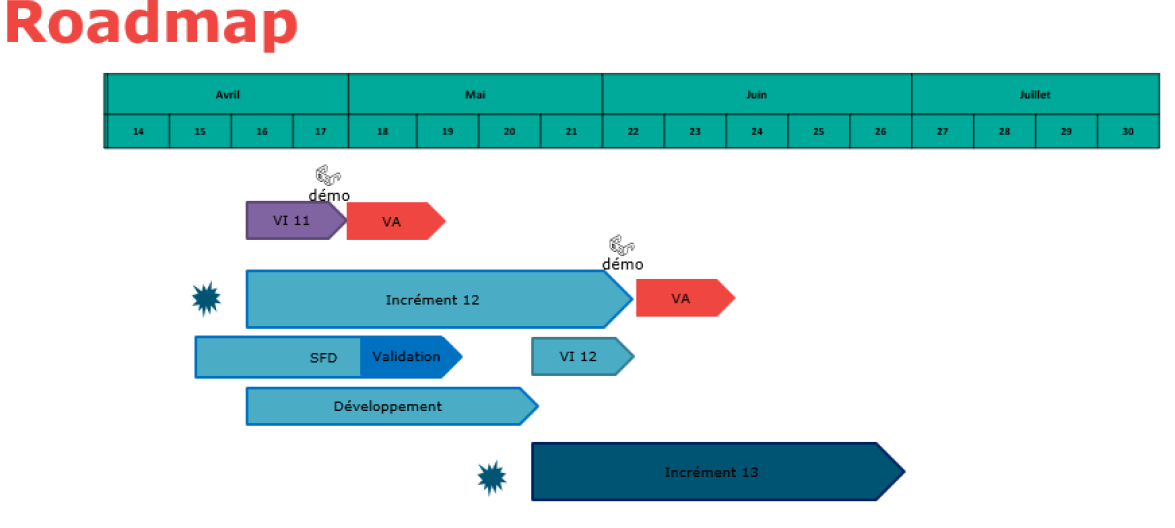 Roadmap
Avril Mai Juin Juillet
14 15 16 17 18 19 20 21 22 23 24 25 26 27 28 29 30
démo
VI 11 VA
démo
Incrément 12 VA
SFD Validation VI 12
Développement
Incrément 13